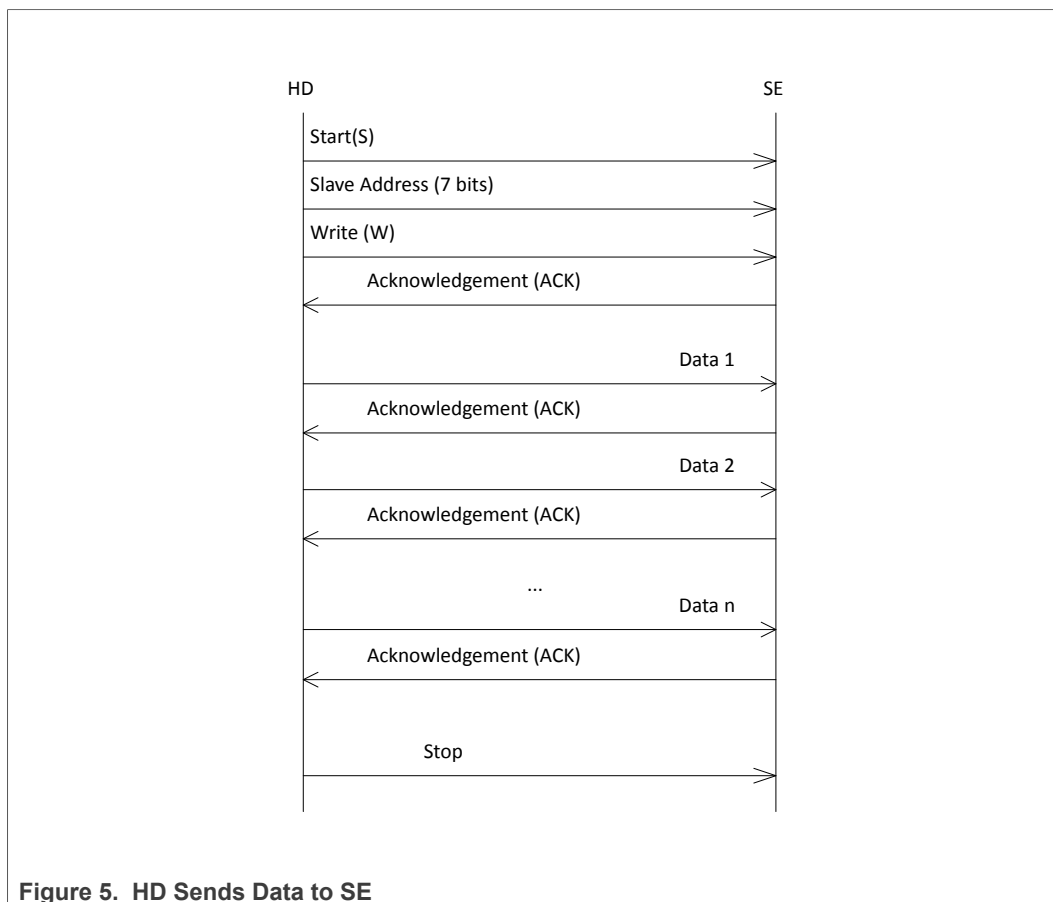 HD SE
Start(S)
Slave Address (7 bits)
Write (W)
Acknowledgement (ACK)
Data 1
Acknowledgement (ACK)
Data 2
Acknowledgement (ACK)
...
Data n
Acknowledgement (ACK)
Stop
Figure 5. HD Sends Data to SE